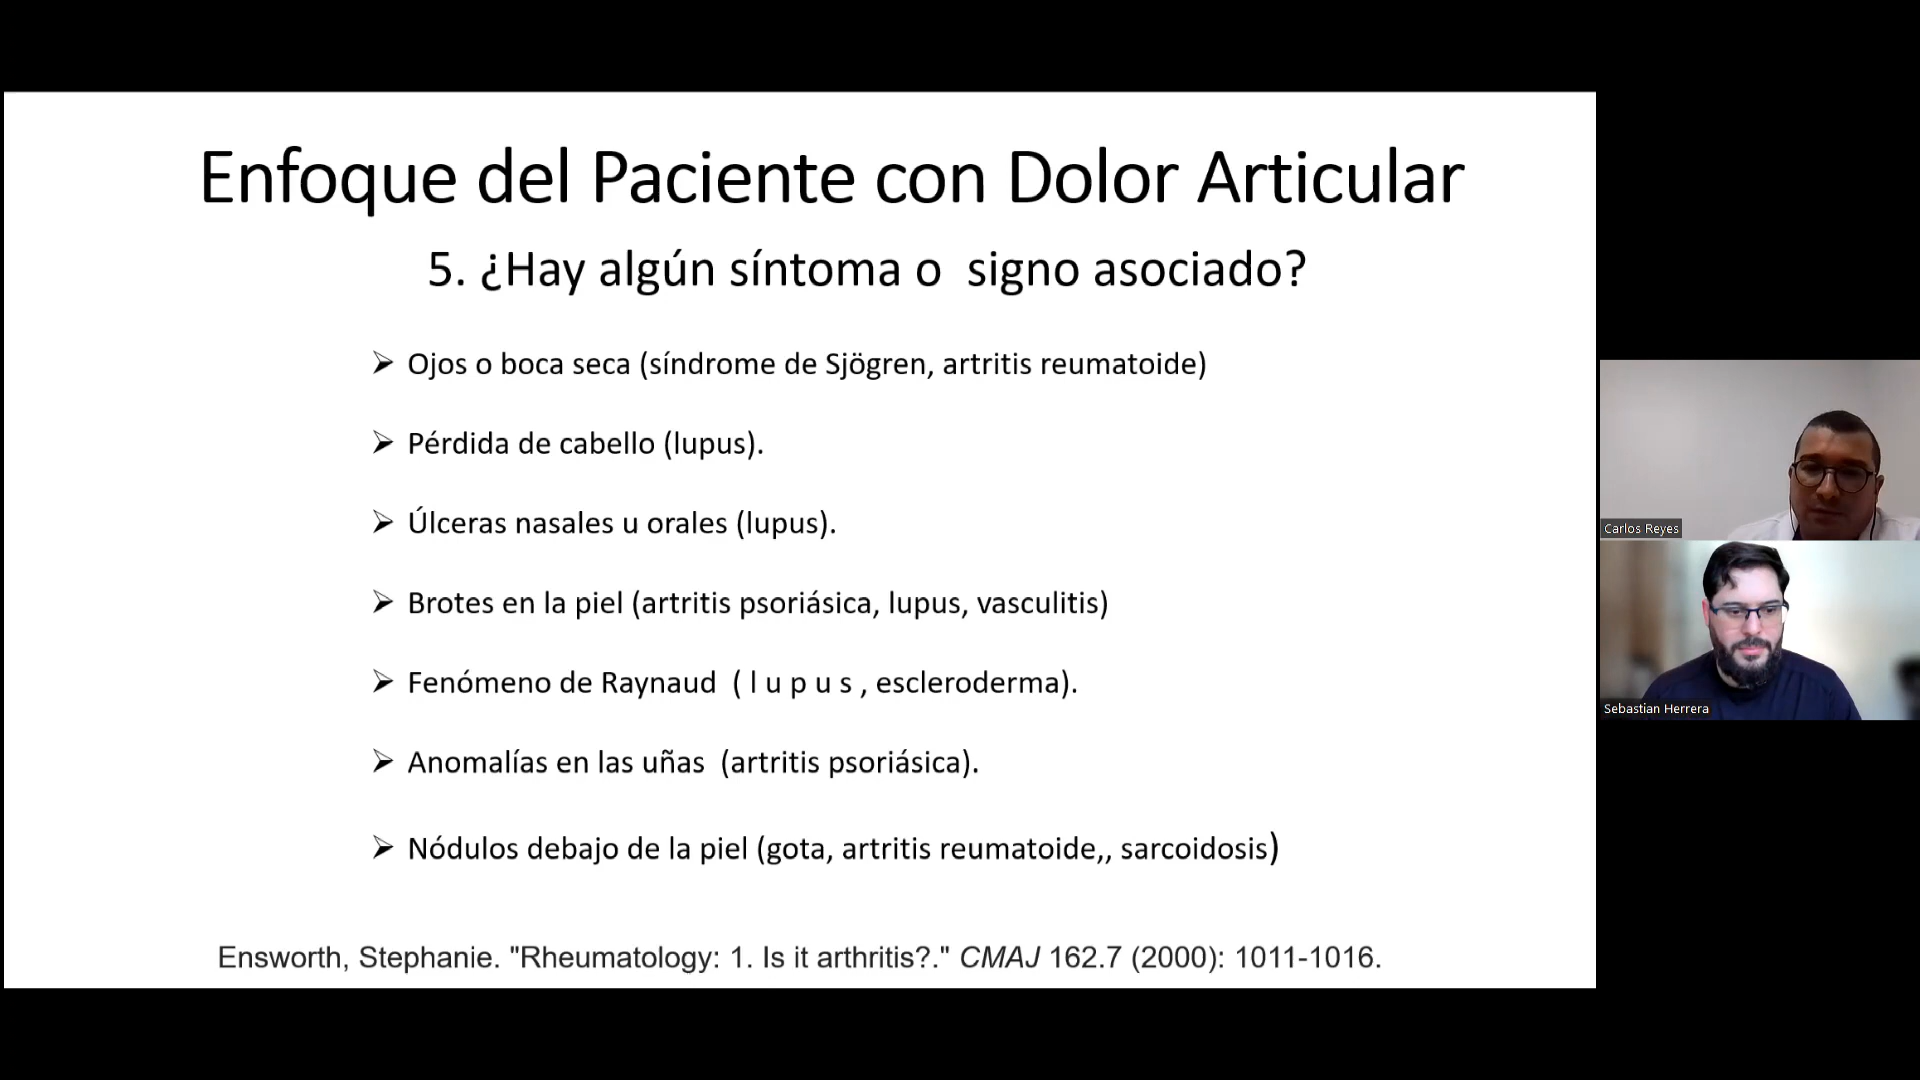 Enfoque del Paciente con Dolor Articular
5. ¿Hay algún síntoma o  signo asociado?
➢ Ojos o boca seca (síndrome de Sjögren, artritis reumatoide)
➢ Pérdida de cabello (lupus).
➢ Úlceras nasales u orales (lupus).
➢ Brotes en la piel (artritis psoriásica, lupus, vasculitis)
➢ Fenómeno de Raynaud  ( l u p u s , escleroderma).
➢ Anomalías en las uñas  (artritis psoriásica).
➢ Nódulos debajo de la piel (gota, artritis reumatoide,, sarcoidosis)
Ensworth, Stephanie. "Rheumatology: 1. Is it arthritis?." CMAJ 162.7 (2000): 1011-1016.
Carlos Reyes
Sebastian Herrera